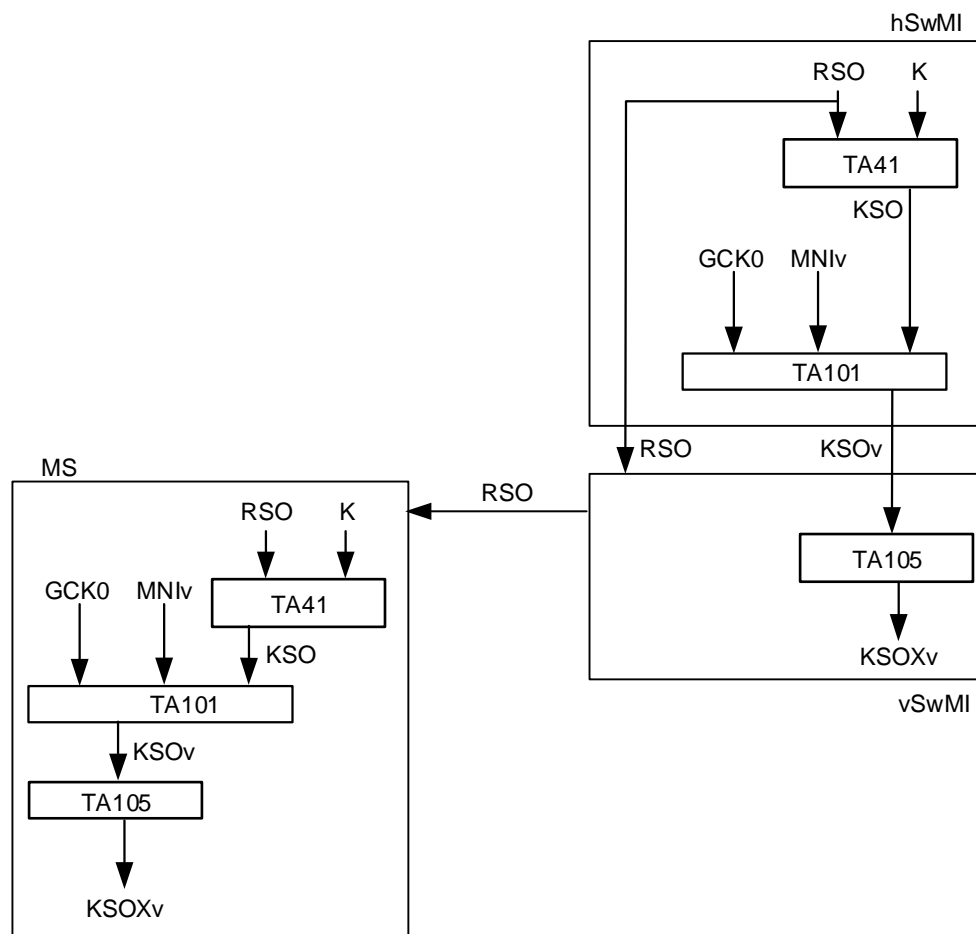 hSwMI
RSO K
TA41
KSO
GCK0 MNIv
TA101
RSO KSOv
MS
RSO
RSO K
TA105
GCK0 MNIv
TA41
KSO
KSOXv
TA101
vSwMI
KSOv
TA105
KSOXv